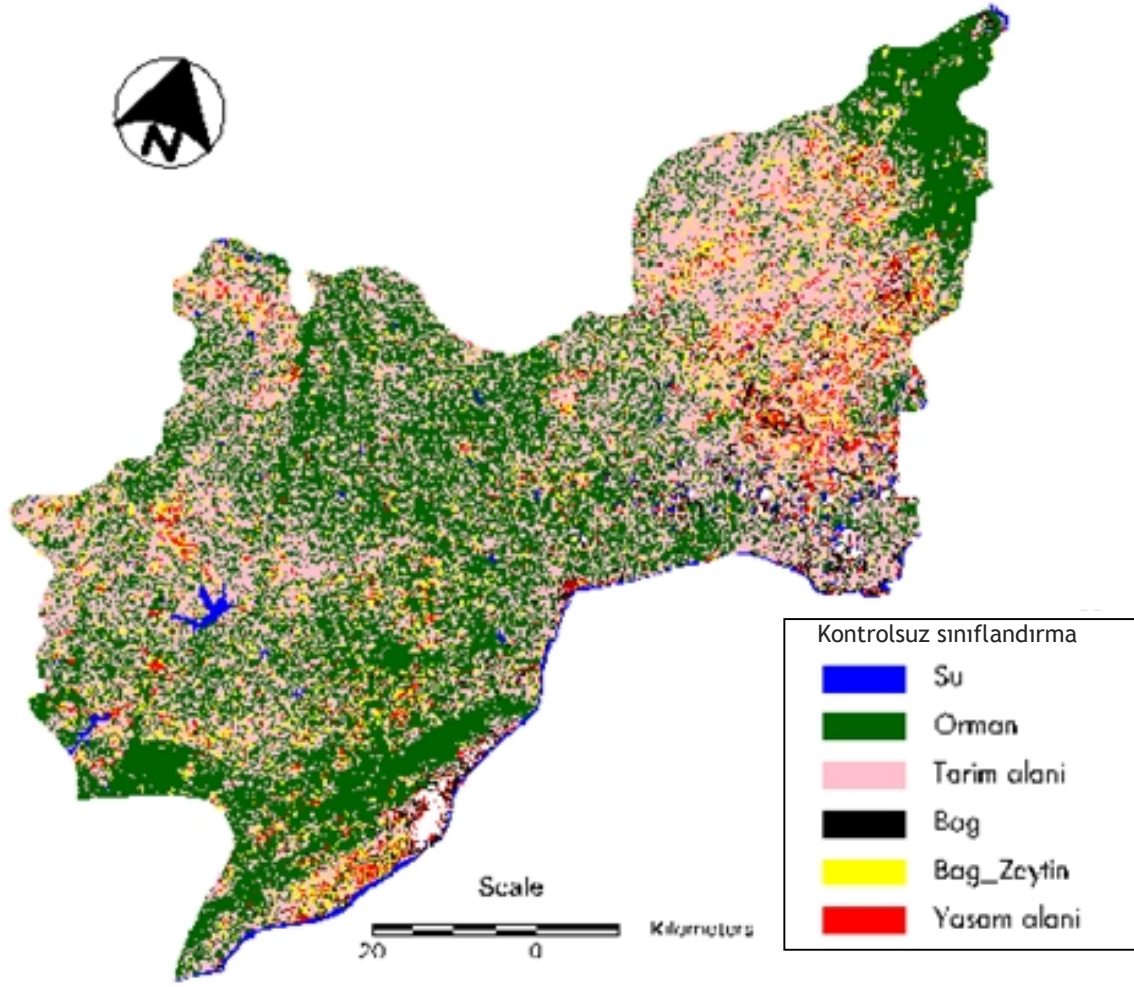 N
Kontrolsuz sınıflandırma
Su
Orman
Tarim alani
Bag
Bag_Zeytin
Yasam alani
Scale
Kilometers
20 0